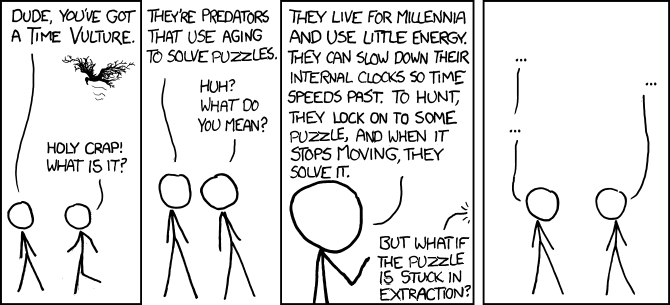 DUDE, YOU'VE GOT
A TIME VULTURE.
HOLY CRAP!
WHAT IS IT?
THEY'RE PREDATORS
THAT USE AGING
TO SOLVE PUZZLES.
HUH?
WHAT DO
YOU MEAN?
THEY LIVE FOR MILLENNIA
AND USE LITTLE ENERGY.
THEY CAN SLOW DOWN THEIR
INTERNAL CLOCKS SO TIME
SPEEDS PAST. TO HUNT,
THEY LOCK ON TO SOME
PUZZLE, AND WHEN IT
STOPS MOVING, THEY
SOLVE IT.
BUT WHAT IF
THE PUZZLE
IS STUCK IN
EXTRACTION?
...
...
...